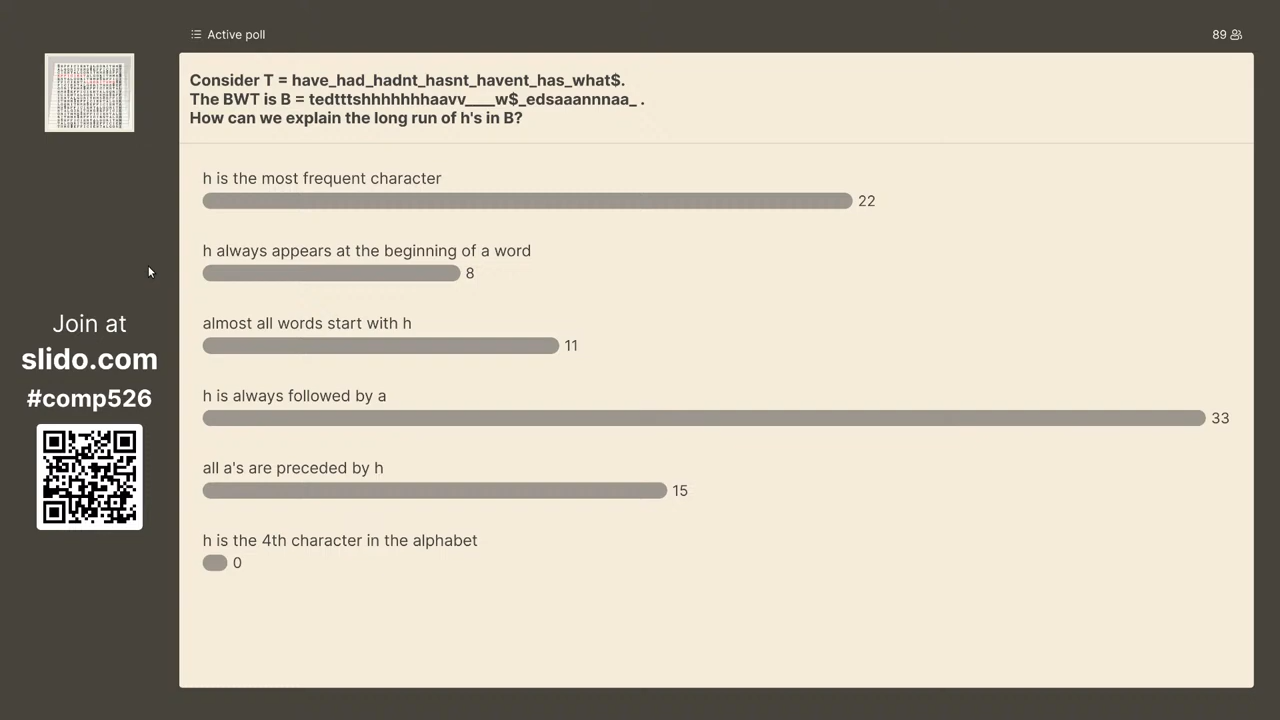 Active poll
89
Consider T = have_had_hadnt_hasnt_havent_has_what$.
The BWT is B = tedtttshhhhhhhaavv____w$_edsaaannnaa_ .
How can we explain the long run of h's in B?
h is the most frequent character
22
h always appears at the beginning of a word
8
almost all words start with h
11
h is always followed by a
33
all a's are preceded by h
15
h is the 4th character in the alphabet
0
Join at
slido.com
#comp526